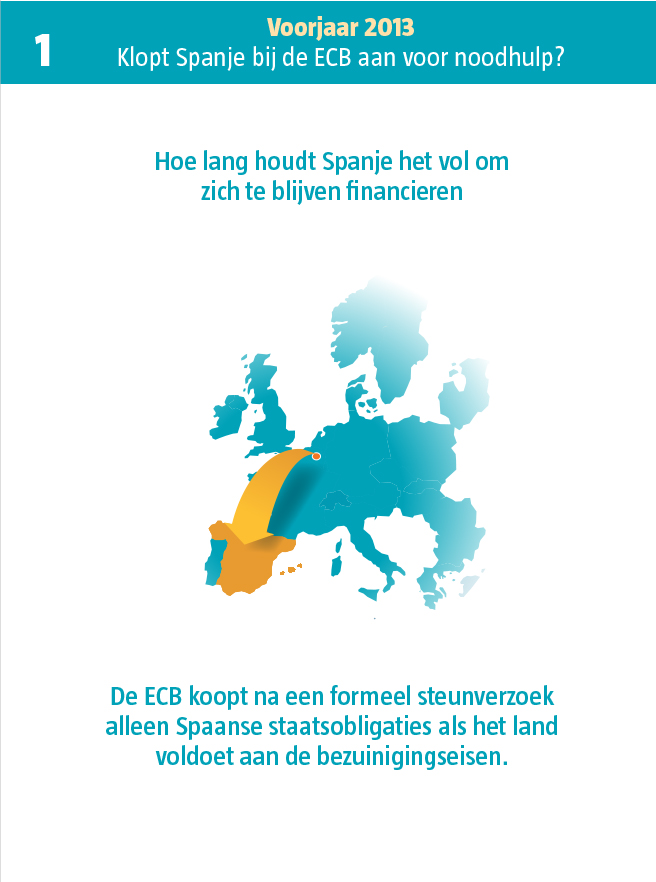 1
Voorjaar 2013
Klopt Spanje bij de ECB aan voor noodhulp?
Hoe lang houdt Spanje het vol om
zich te blijven financieren
De ECB koopt na een formeel steunverzoek
alleen Spaanse staatsobligaties als het land
voldoet aan de bezuinigingseisen.